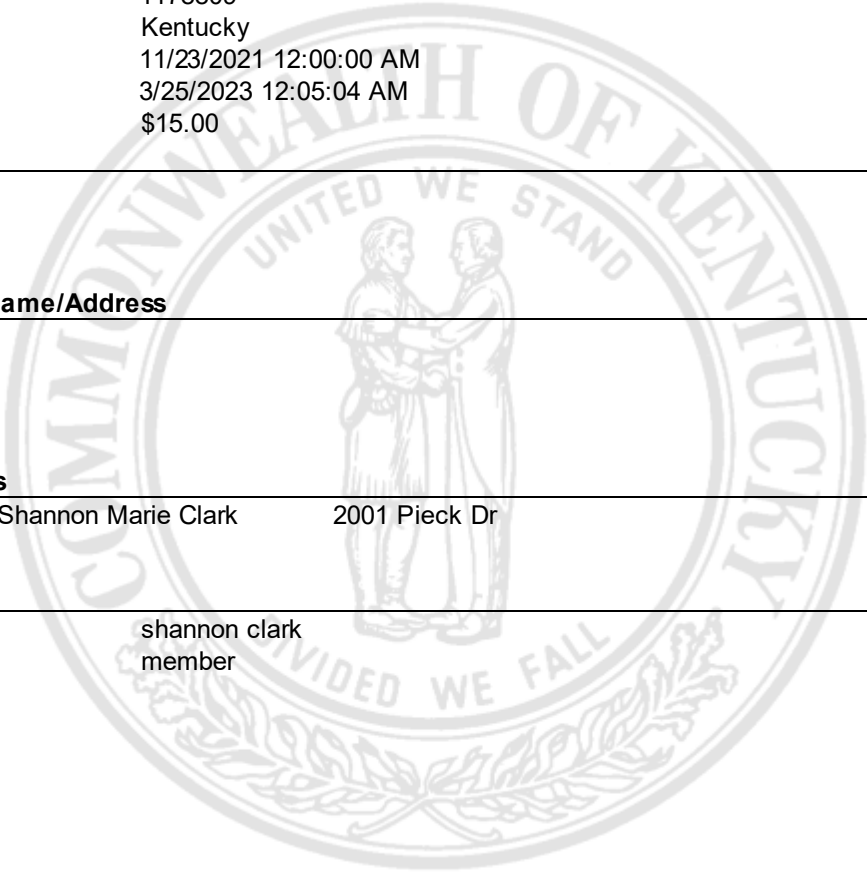 Kentucky
11/23/2021 12:00:00 AM
3/25/2023 12:05:04 AM
$15.00
COMMONWEALTH OF KENTUCKY
UNITED WE STAND
ame/Address
s
Shannon Marie Clark 2001 Pieck Dr
shannon clark
member
DIVIDED WE FALL